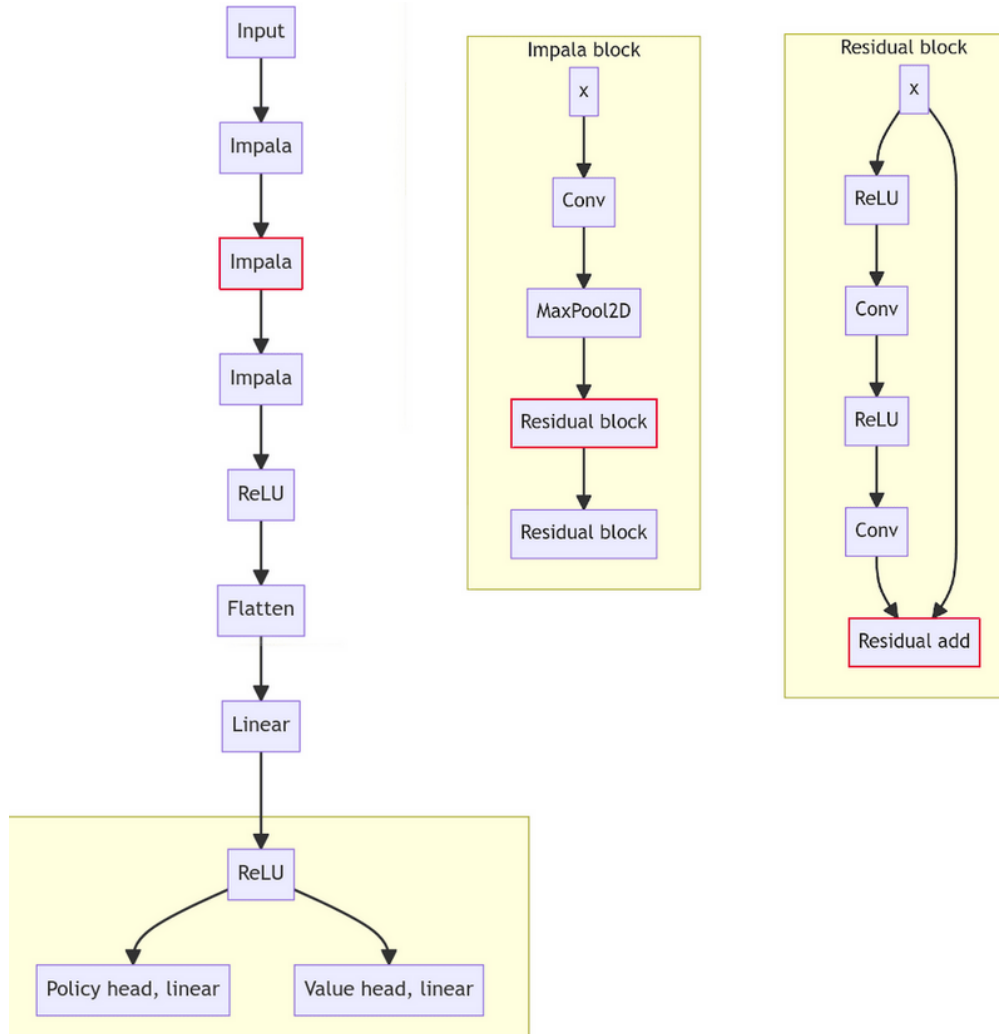 Input
Impala
Impala
Impala
ReLU
Flatten
Linear
ReLU
Policy head, linear
Value head, linear
Impala block
x
Conv
MaxPool2D
Residual block
Residual block
Residual block
x
ReLU
Conv
ReLU
Conv
Residual add